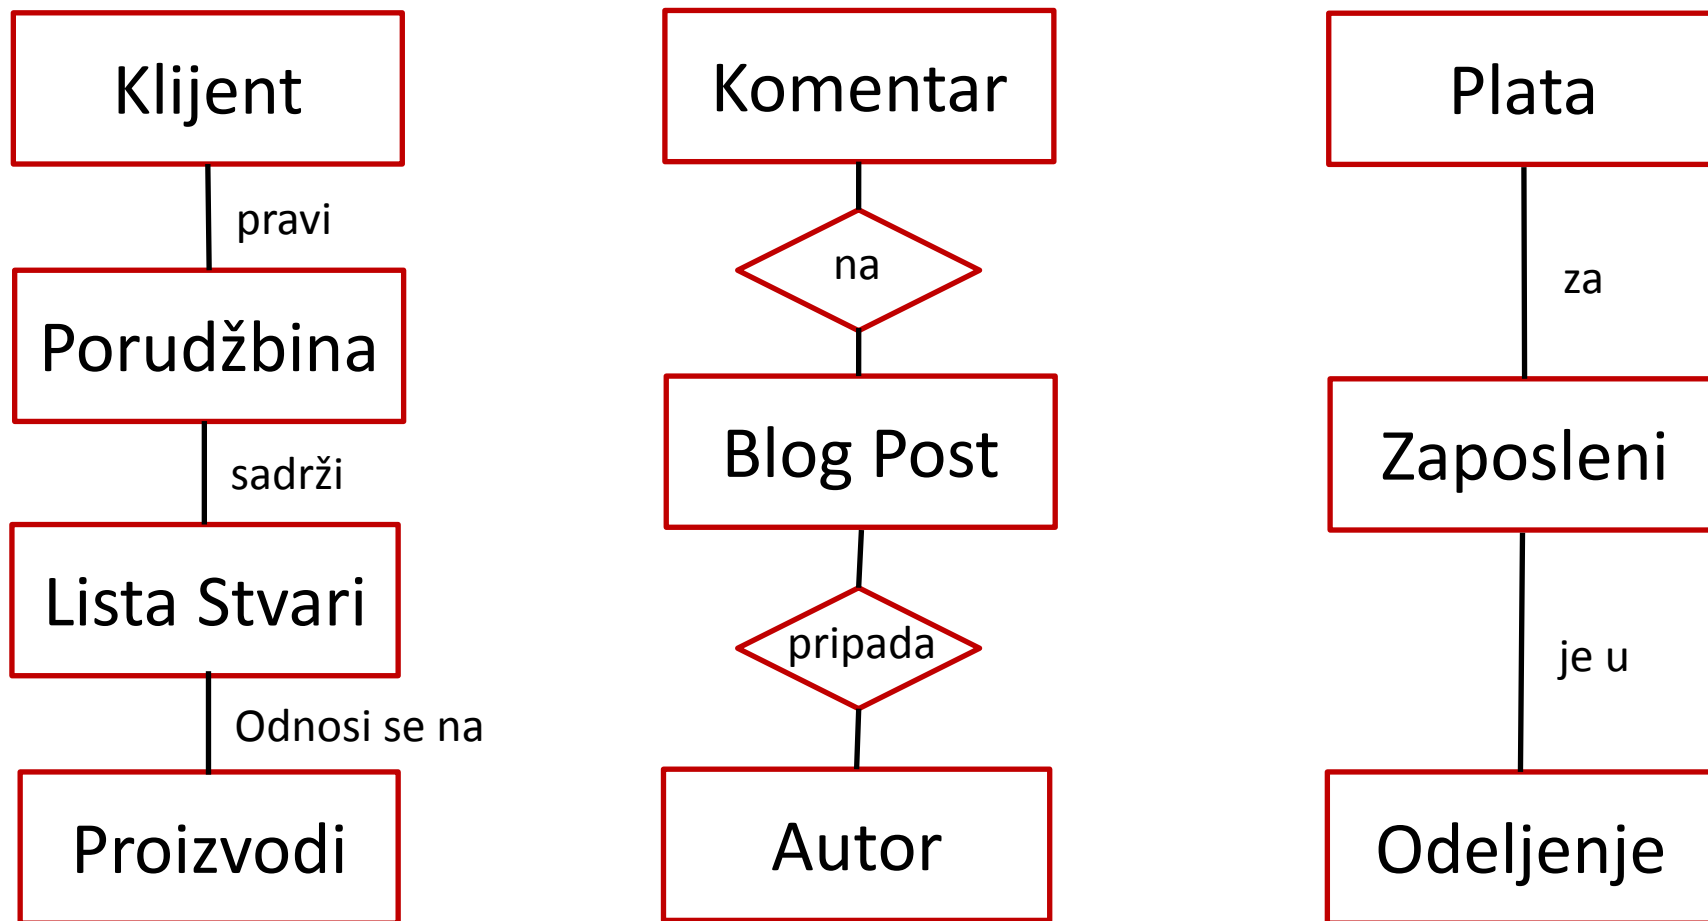 Klijent
pravi
Porudžbina
sadrži
Lista Stvari
Odnosi se na
Proizvodi
Komentar
na
Blog Post
pripada
Autor
Plata
za
Zaposleni
je u
Odeljenje